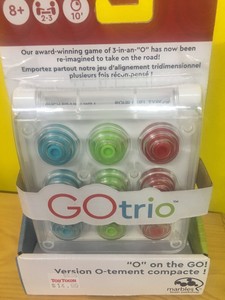 8+
2-3
10'
Our award-winning game of 3-in-an-"O" has now been
re-imagined to take on the road!
Emportez partout notre jeu d'alignement tridimensionnel
plusieurs fois récompensé !
GOtrio™
"O" on the GO!
Version O-tement compacte !
marbles